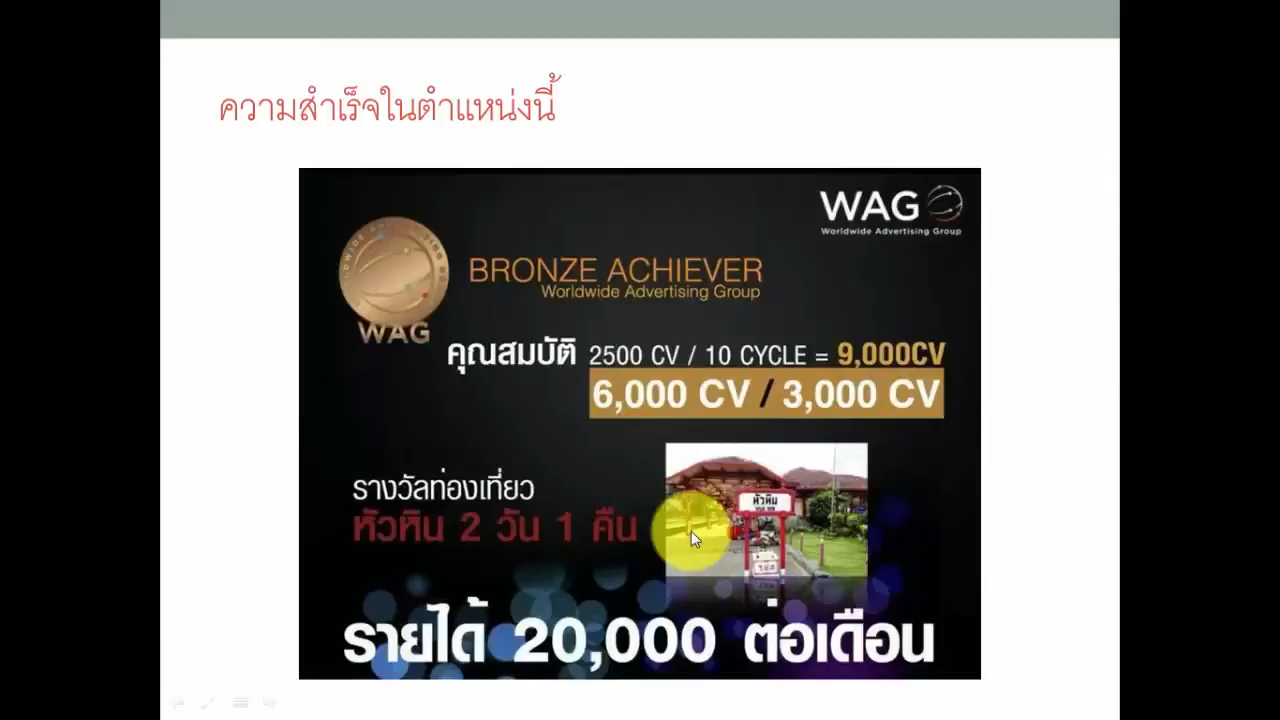 ความสำเร็จในตำแหน่งนี้
WAG
Worldwide Advertising Group
BRONZE ACHIEVER
Worldwide Advertising Group
WAG
คุณสมบัติ 2500 CV / 10 CYCLE = 9,000CV
6,000 CV / 3,000 CV
รางวัลท่องเที่ยว
หัวหิน 2 วัน 1 คืน
หัวหิน
รายได้ 20,000 ต่อเดือน